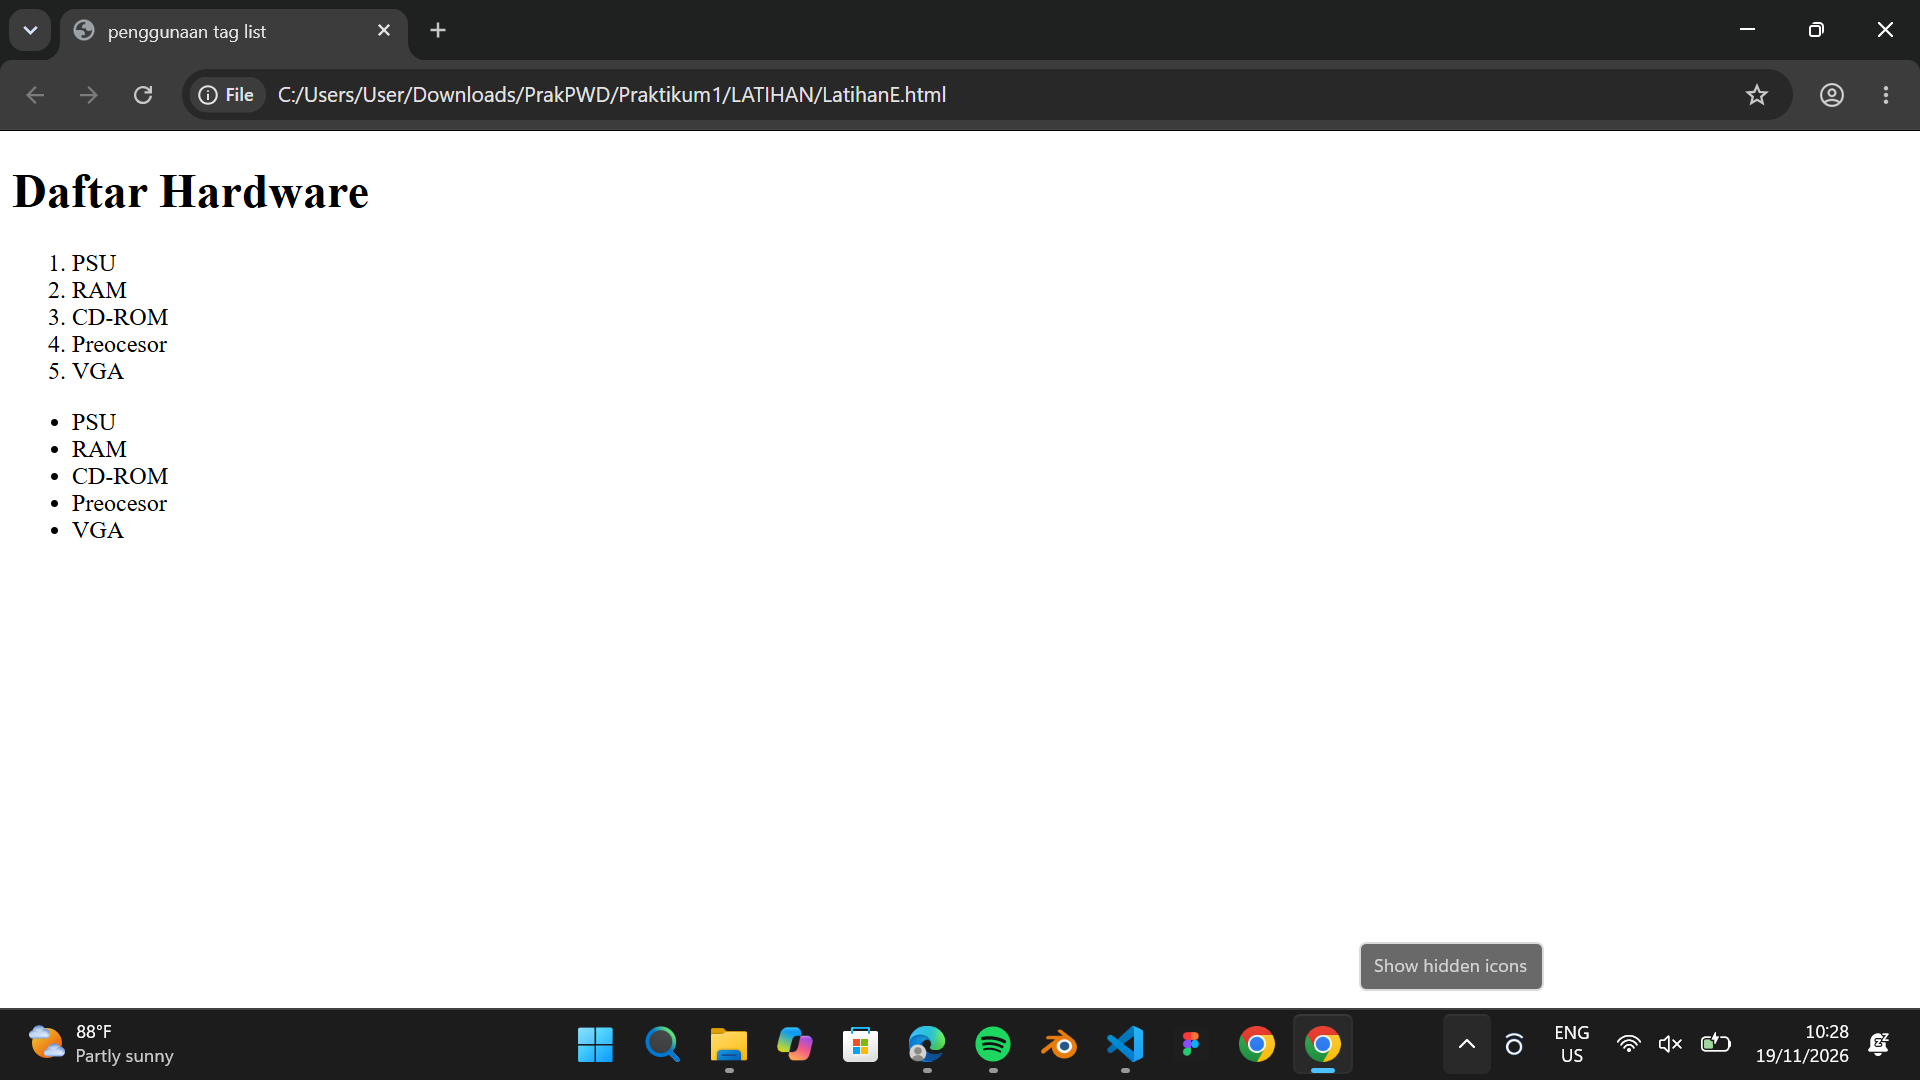 penggunaan tag list
File
C:/Users/User/Downloads/PrakPWD/Praktikum1/LATIHAN/LatihanE.html
Daftar Hardware
1. PSU
2. RAM
3. CD-ROM
4. Preocesor
5. VGA
• PSU
• RAM
• CD-ROM
• Preocesor
• VGA
Show hidden icons
88°F
Partly sunny
ENG
US
10:28
19/11/2026